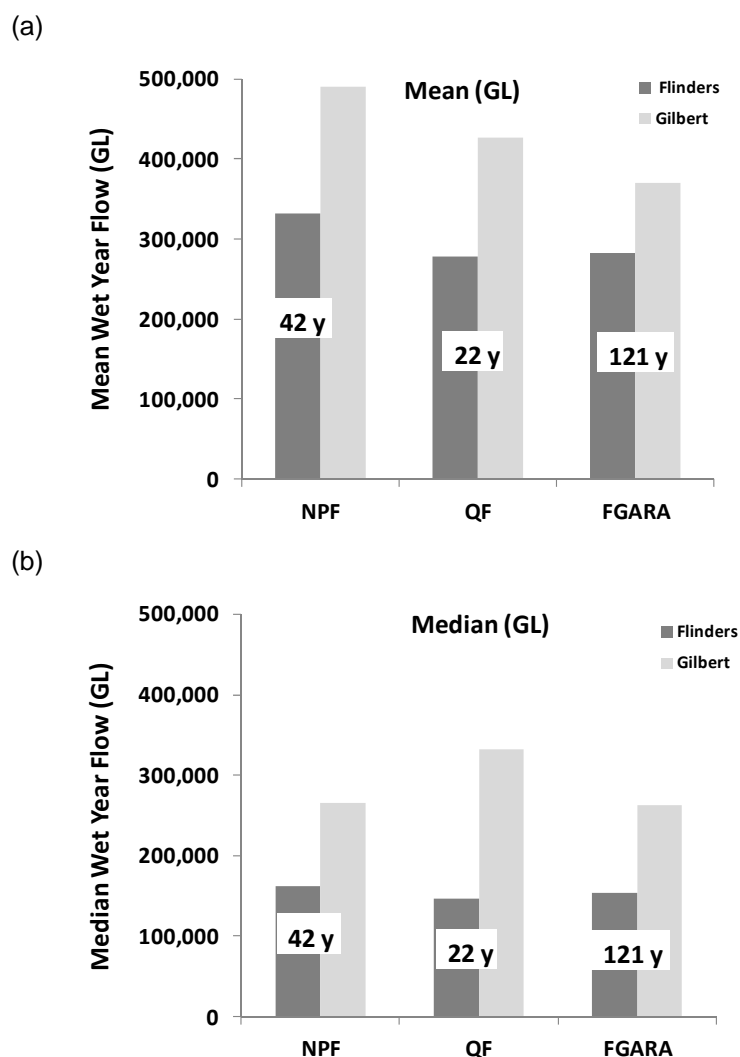 (a)
Mean (GL)
Flinders
Gilbert
Mean Wet Year Flow (GL)
500,000
400,000
300,000
200,000
100,000
0
42 y
22 y
121 y
NPF QF FGARA
(b)
Median (GL)
Flinders
Gilbert
Median Wet Year Flow (GL)
500,000
400,000
300,000
200,000
100,000
0
42 y
22 y
121 y
NPF QF FGARA